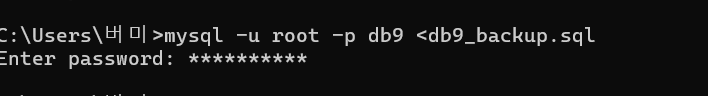 C:\Users\버미>mysql -u root -p db9 <db9_backup.sql
Enter password: **********